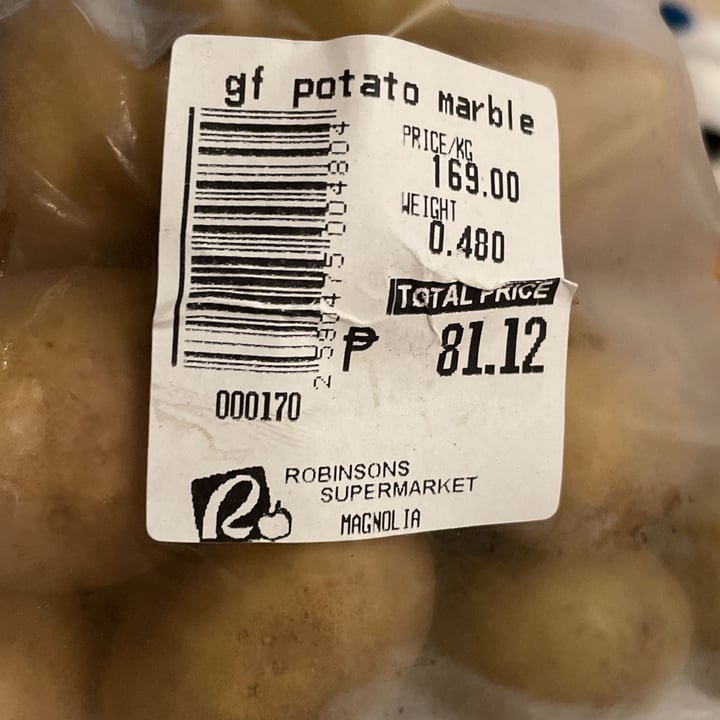 gf potato marble
PRICE/KG
169.00
WEIGHT
0.480
TOTAL PRICE
₱ 81.12
000170
ROBINSONS
SUPERMARKET
MAGNOLIA